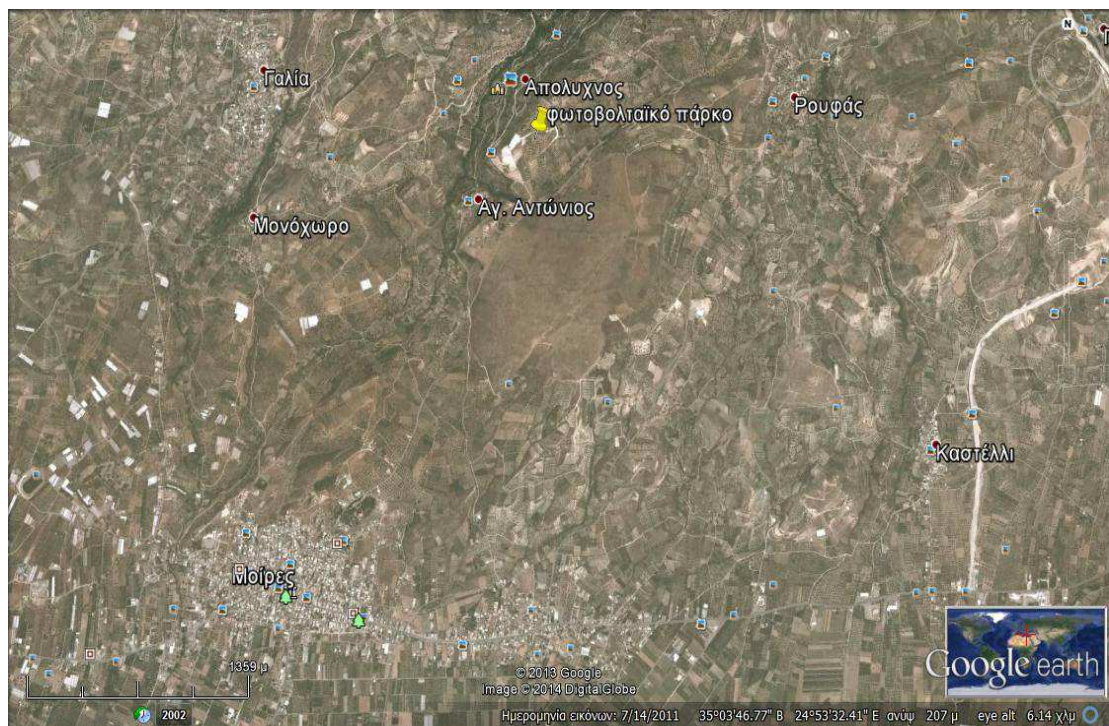 N
Γαλία
Απολυχνος
Ρουφάς
φωτοβολταϊκό πάρκο
Μονόχωρο
Αγ. Αντώνιος
Καστέλλι
Μοίρες
1359 μ
© 2013 Google
Image © 2014 DigitalGlobe
Google earth
2002
Ημερομηνία εικόνων: 7/14/2011 35°03'46.77" Β 24°53'32.41" Ε ανύψ 207 μ eye alt 6.14 χλμ